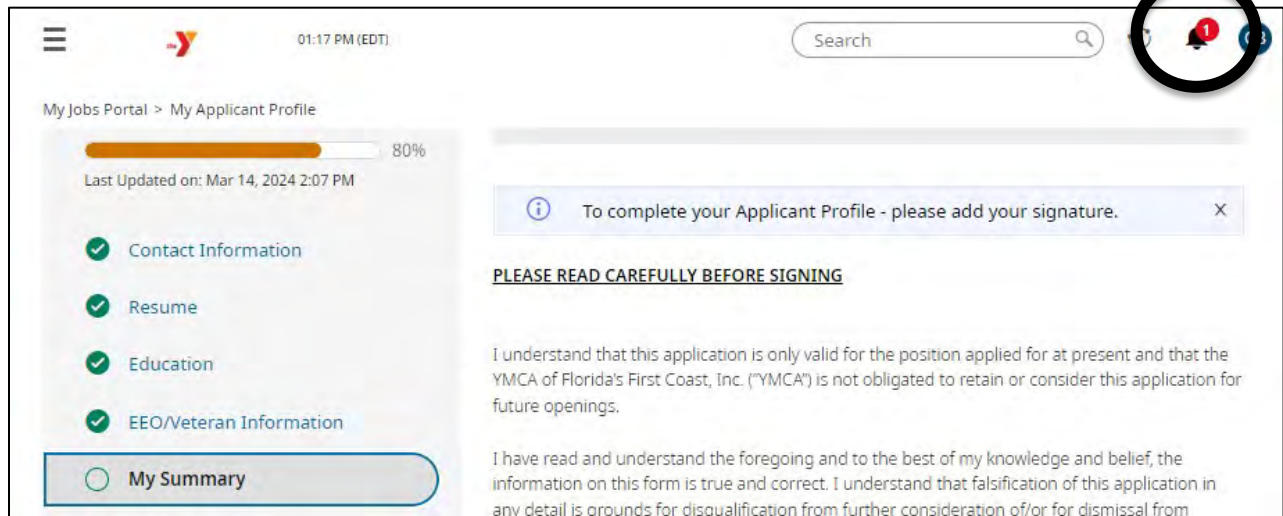 the Y
01:17 PM (EDT)
Search
1
My Jobs Portal > My Applicant Profile
80%
Last Updated on: Mar 14, 2024 2:07 PM
Contact Information
Resume
Education
EEO/Veteran Information
My Summary
To complete your Applicant Profile - please add your signature. X
PLEASE READ CAREFULLY BEFORE SIGNING
I understand that this application is only valid for the position applied for at present and that the
YMCA of Florida's First Coast, Inc. ("YMCA") is not obligated to retain or consider this application for
future openings.
I have read and understand the foregoing and to the best of my knowledge and belief, the
information on this form is true and correct. I understand that falsification of this application in
any detail is grounds for disqualification from further consideration of/or for dismissal from